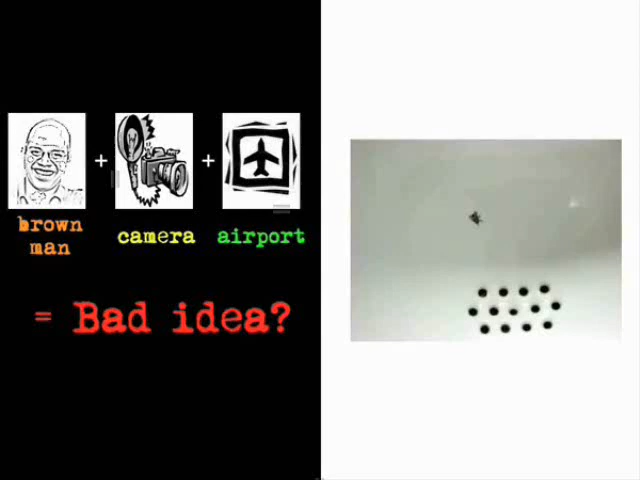 + +
brown man camera airport
= Bad idea?